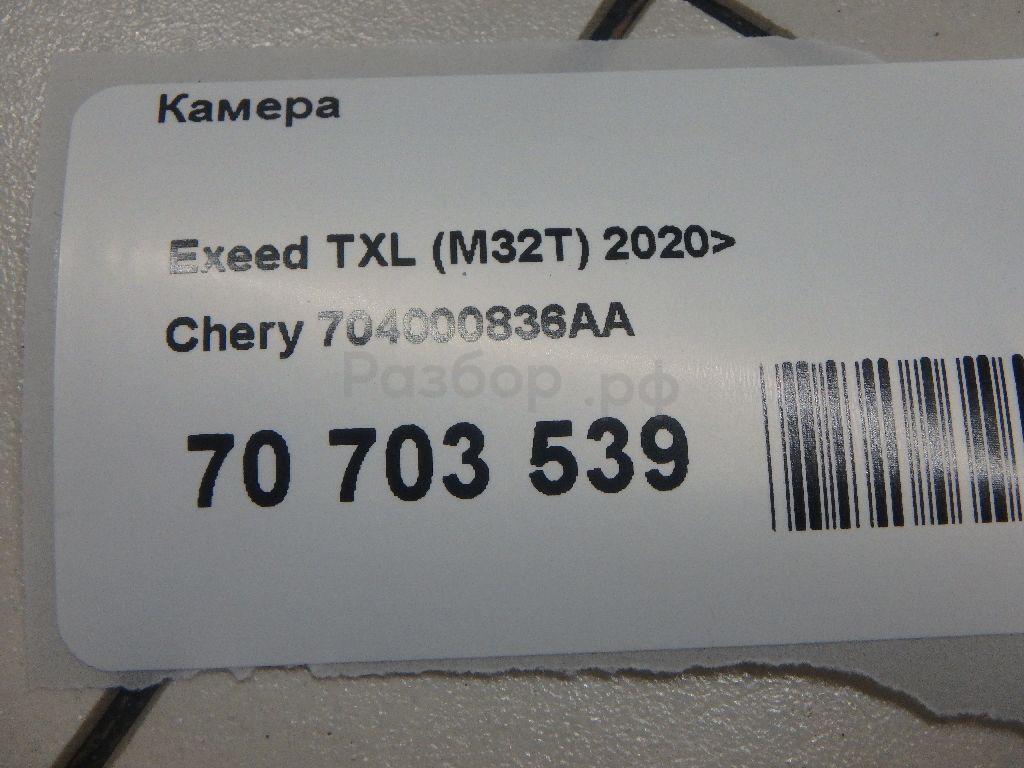 Камера
Exeed TXL (M32T) 2020>
Chery 704000836AA
Разбор.рф
70 703 539